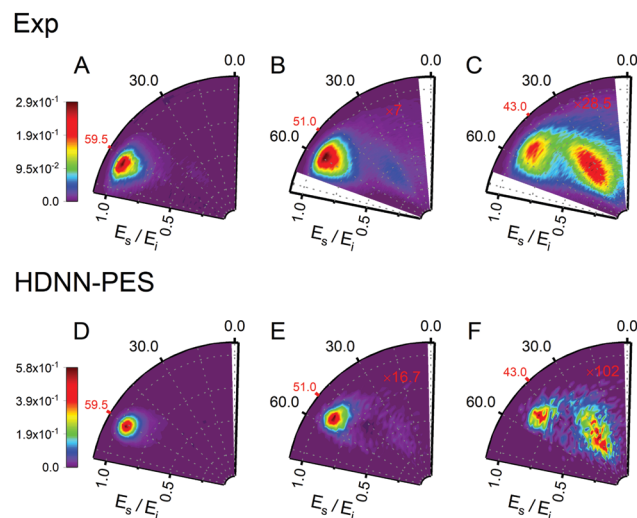 Exp
A
B
C
0.0
0.0
0.0
30.0
30.0
30.0
2.9x10⁻¹
1.9x10⁻¹
9.5x10⁻²
0.0
59.5
51.0
60.0
×7
43.0
60.0
×28.6
1.0
0.5
Es / Ei
1.0
0.5
Es / Ei
1.0
0.5
Es / Ei
HDNN-PES
D
E
F
0.0
0.0
0.0
30.0
30.0
30.0
5.8x10⁻¹
3.9x10⁻¹
1.9x10⁻¹
0.0
59.5
51.0
60.0
×16.7
43.0
60.0
×102
1.0
0.5
Es / Ei
1.0
0.5
Es / Ei
1.0
0.5
Es / Ei